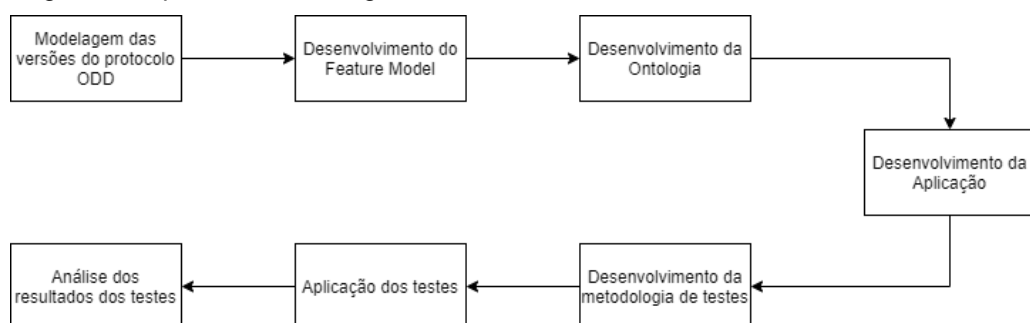 Modelagem das
versões do protocolo
ODD
Desenvolvimento do
Feature Model
Desenvolvimento da
Ontologia
Desenvolvimento da
Aplicação
Desenvolvimento da
metodologia de testes
Aplicação dos testes
Análise dos
resultados dos testes